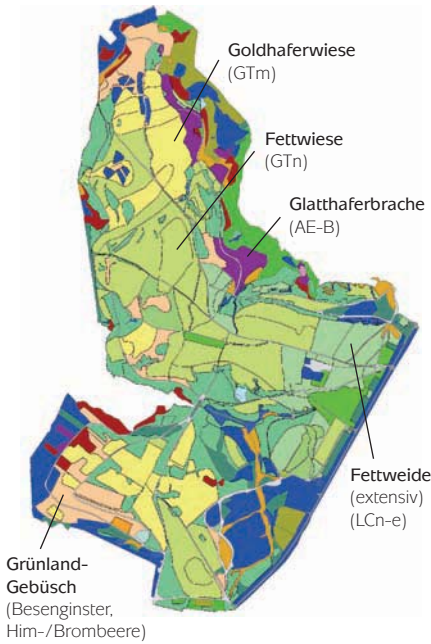 Goldhaferwiese
(GTm)
Fettwiese
(GTn)
Glatthaferbrache
(AE-B)
Fettweide
(extensiv)
(LCn-e)
Grünland-
Gebüsch
(Besenginster,
Him-/Brombeere)